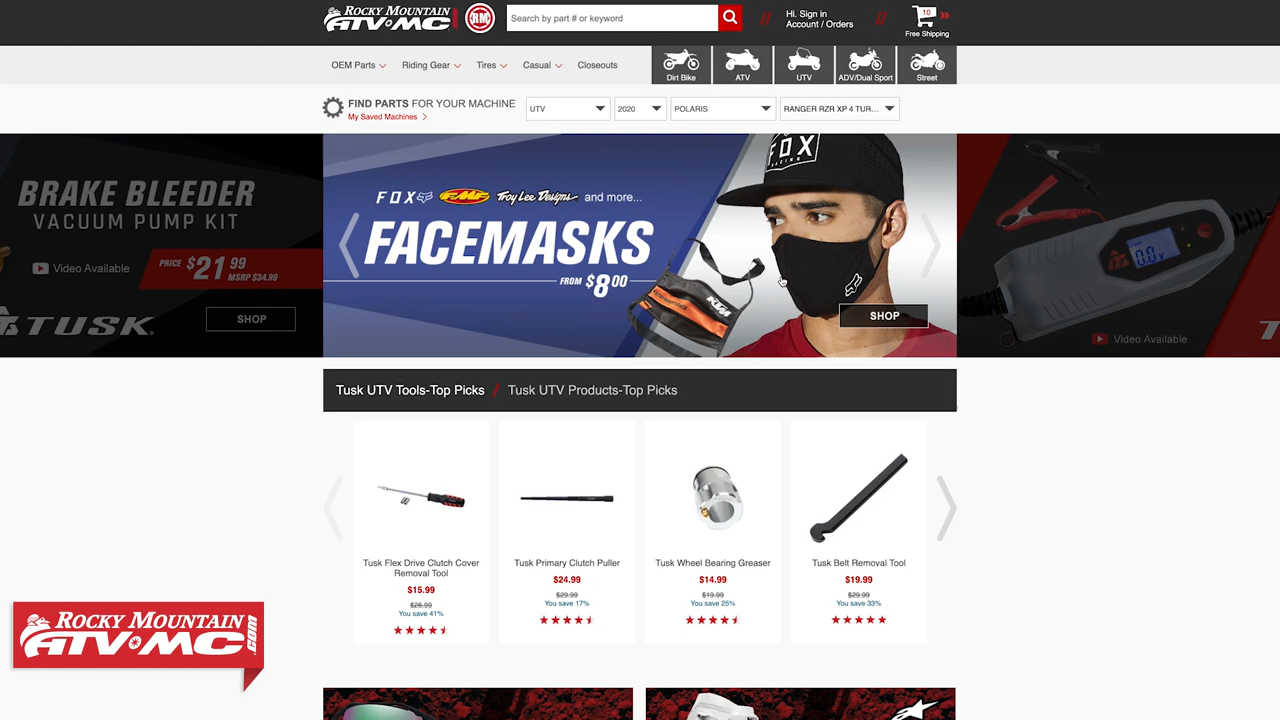 ROCKY MOUNTAIN
ATV MC
RM
Search by part # or keyword
Hi. Sign in
Account / Orders
10
Free Shipping
OEM Parts
Riding Gear
Tires
Casual
Closeouts
Dirt Bike
ATV
UTV
ADV/Dual Sport
Street
FIND PARTS FOR YOUR MACHINE
My Saved Machines
UTV
2020
POLARIS
RANGER RZR XP 4 TUR...
BRAKE BLEEDER
VACUUM PUMP KIT
Video Available
PRICE $21 99
MSRP $34.99
TUSK
SHOP
FOX FMF Troy Lee Designs and more...
FACEMASKS
FROM $8.00
FOX
RACING
KTM
SHOP
0.0
Video Available
Tusk UTV Tools-Top Picks // Tusk UTV Products-Top Picks
Tusk Flex Drive Clutch Cover
Removal Tool
$15.99
$26.99
You save 41%
Tusk Primary Clutch Puller
$24.99
$29.99
You save 17%
Tusk Wheel Bearing Greaser
$14.99
$19.99
You save 25%
Tusk Belt Removal Tool
$19.99
$29.99
You save 33%
ROCKY MOUNTAIN
ATV MC.com